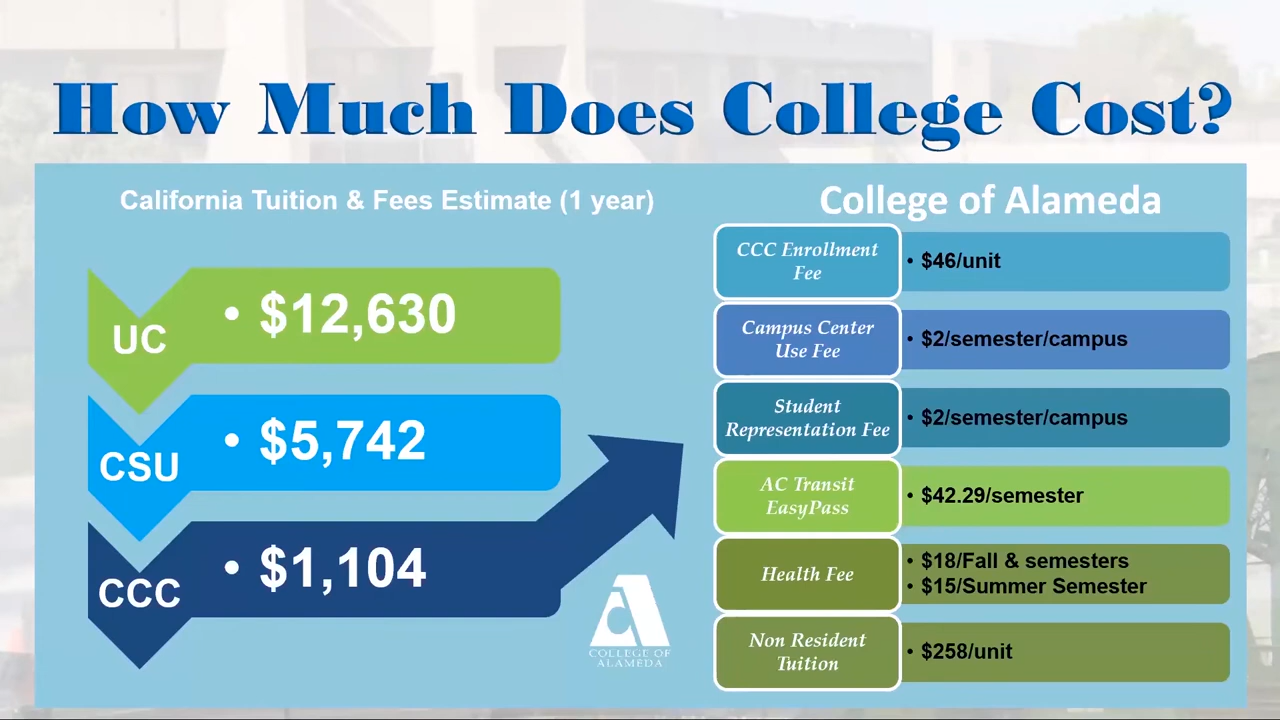 How Much Does College Cost?
California Tuition & Fees Estimate (1 year)
UC
• $12,630
CSU
• $5,742
CCC
• $1,104
COLLEGE OF
ALAMEDA
College of Alameda
CCC Enrollment
Fee
• $46/unit
Campus Center
Use Fee
• $2/semester/campus
Student
Representation Fee
• $2/semester/campus
AC Transit
EasyPass
• $42.29/semester
Health Fee
• $18/Fall & semesters
• $15/Summer Semester
Non Resident
Tuition
• $258/unit